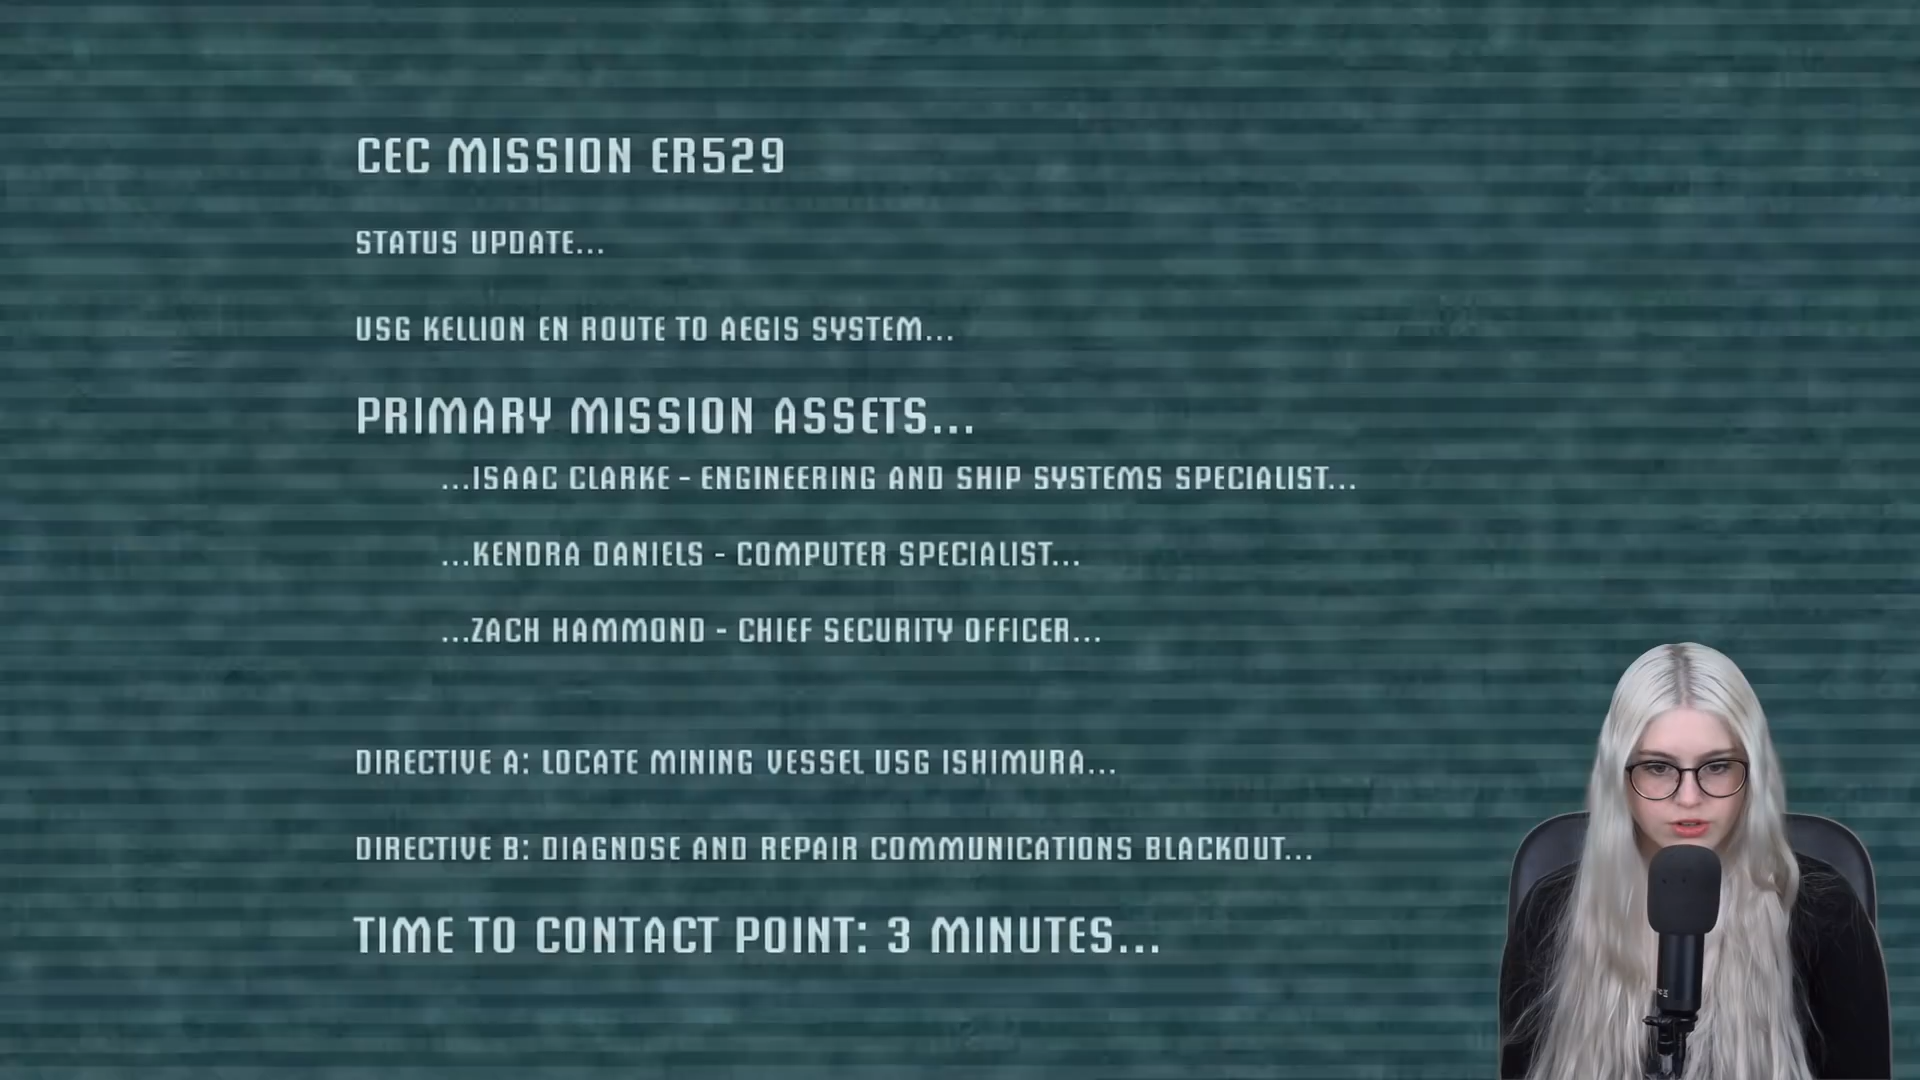 CEC MISSION ER529
STATUS UPDATE...
USG KELLION EN ROUTE TO AEGIS SYSTEM...
PRIMARY MISSION ASSETS...
...ISAAC CLARKE - ENGINEERING AND SHIP SYSTEMS SPECIALIST...
...KENDRA DANIELS - COMPUTER SPECIALIST...
...ZACH HAMMOND - CHIEF SECURITY OFFICER...
DIRECTIVE A: LOCATE MINING VESSEL USG ISHIMURA...
DIRECTIVE B: DIAGNOSE AND REPAIR COMMUNICATIONS BLACKOUT...
TIME TO CONTACT POINT: 3 MINUTES...